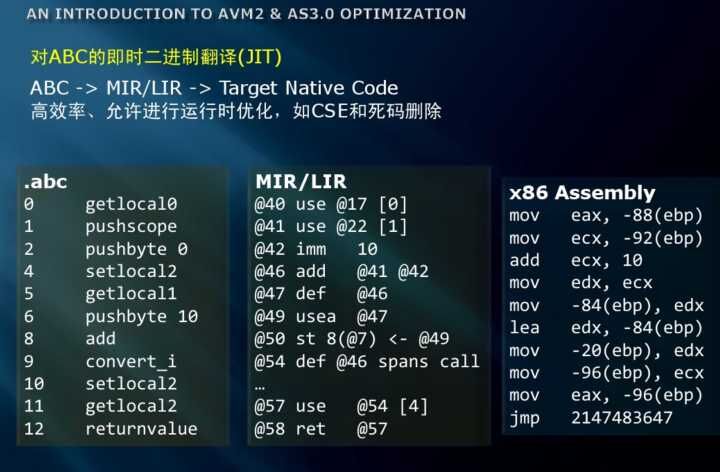 AN INTRODUCTION TO AVM2 & AS3.0 OPTIMIZATION
对ABC的即时二进制翻译(JIT)
ABC -> MIR/LIR -> Target Native Code
高效率、允许进行运行时优化，如CSE和死码删除
.abc
0 getlocal0
1 pushscope
2 pushbyte 0
4 setlocal2
5 getlocal1
6 pushbyte 10
8 add
9 convert_i
10 setlocal2
11 getlocal2
12 returnvalue
MIR/LIR
@40 use @17 [0]
@41 use @22 [1]
@42 imm 10
@46 add @41 @42
@47 def @46
@49 usea @47
@50 st 8(@7) <- @49
@54 def @46 spans call
…
@57 use @54 [4]
@58 ret @57
x86 Assembly
mov eax, -88(ebp)
mov ecx, -92(ebp)
add ecx, 10
mov edx, ecx
mov -84(ebp), edx
lea edx, -84(ebp)
mov -20(ebp), edx
mov -96(ebp), ecx
mov eax, -96(ebp)
jmp 2147483647